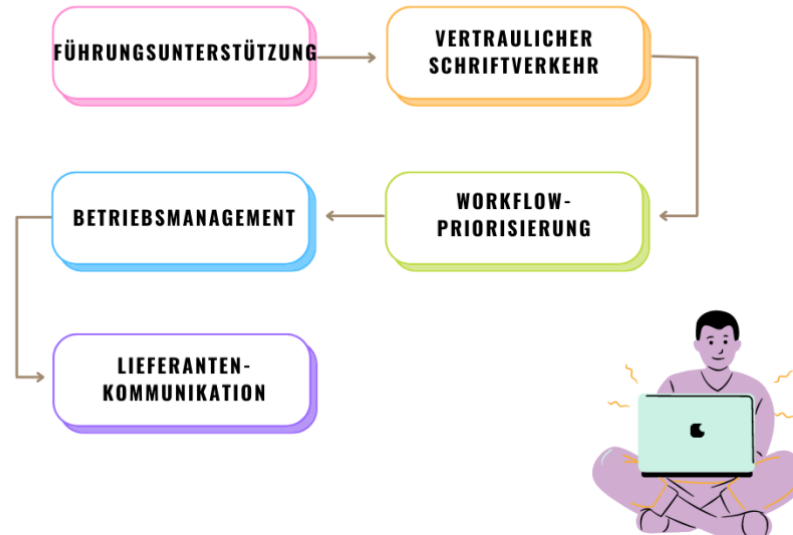 FÜHRUNGSUNTERSTÜTZUNG
VERTRAULICHER
SCHRIFTVERKEHR
WORKFLOW-
PRIORISIERUNG
BETRIEBSMANAGEMENT
LIEFERANTEN-
KOMMUNIKATION